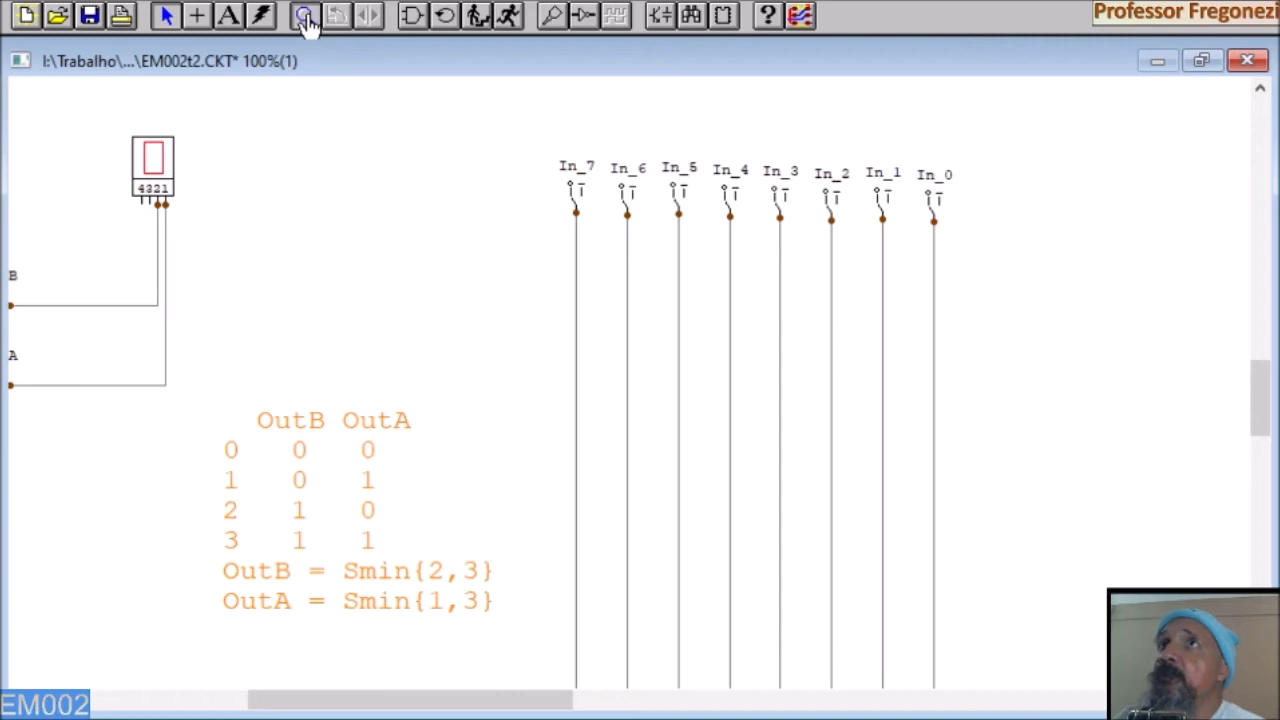 Professor Fregonezi
I:\Trabalho\...\EM002t2.CKT* 100%(1)
In_7 In_6 In_5 In_4 In_3 In_2 In_1 In_0
4321
B
A
OutB OutA
0 0 0
1 0 1
2 1 0
3 1 1
OutB = Smin{2,3}
OutA = Smin{1,3}
EM002